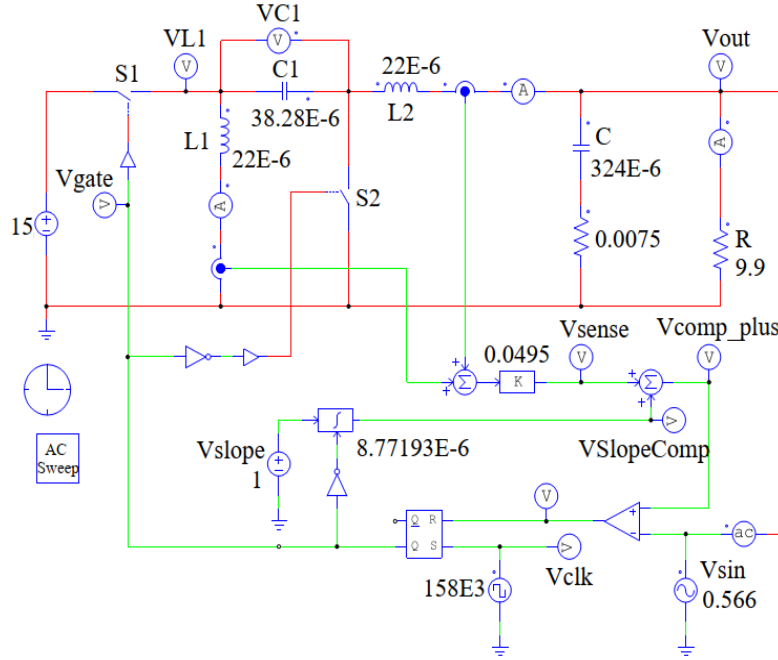 VC1
VL1
V
Vout
V
V
S1
C1
22E-6
A
L1
38.28E-6
L2
C
A
22E-6
324E-6
Vgate
S2
V
A
15
0.0075
R
9.9
Vsense
Vcomp_plus
0.0495
V
V
Σ
K
Σ
AC
Sweep
Vslope
1
∫
8.77193E-6
V
VSlopeComp
V
Q
R
Q
S
ac
158E3
V
Vclk
Vsin
0.566